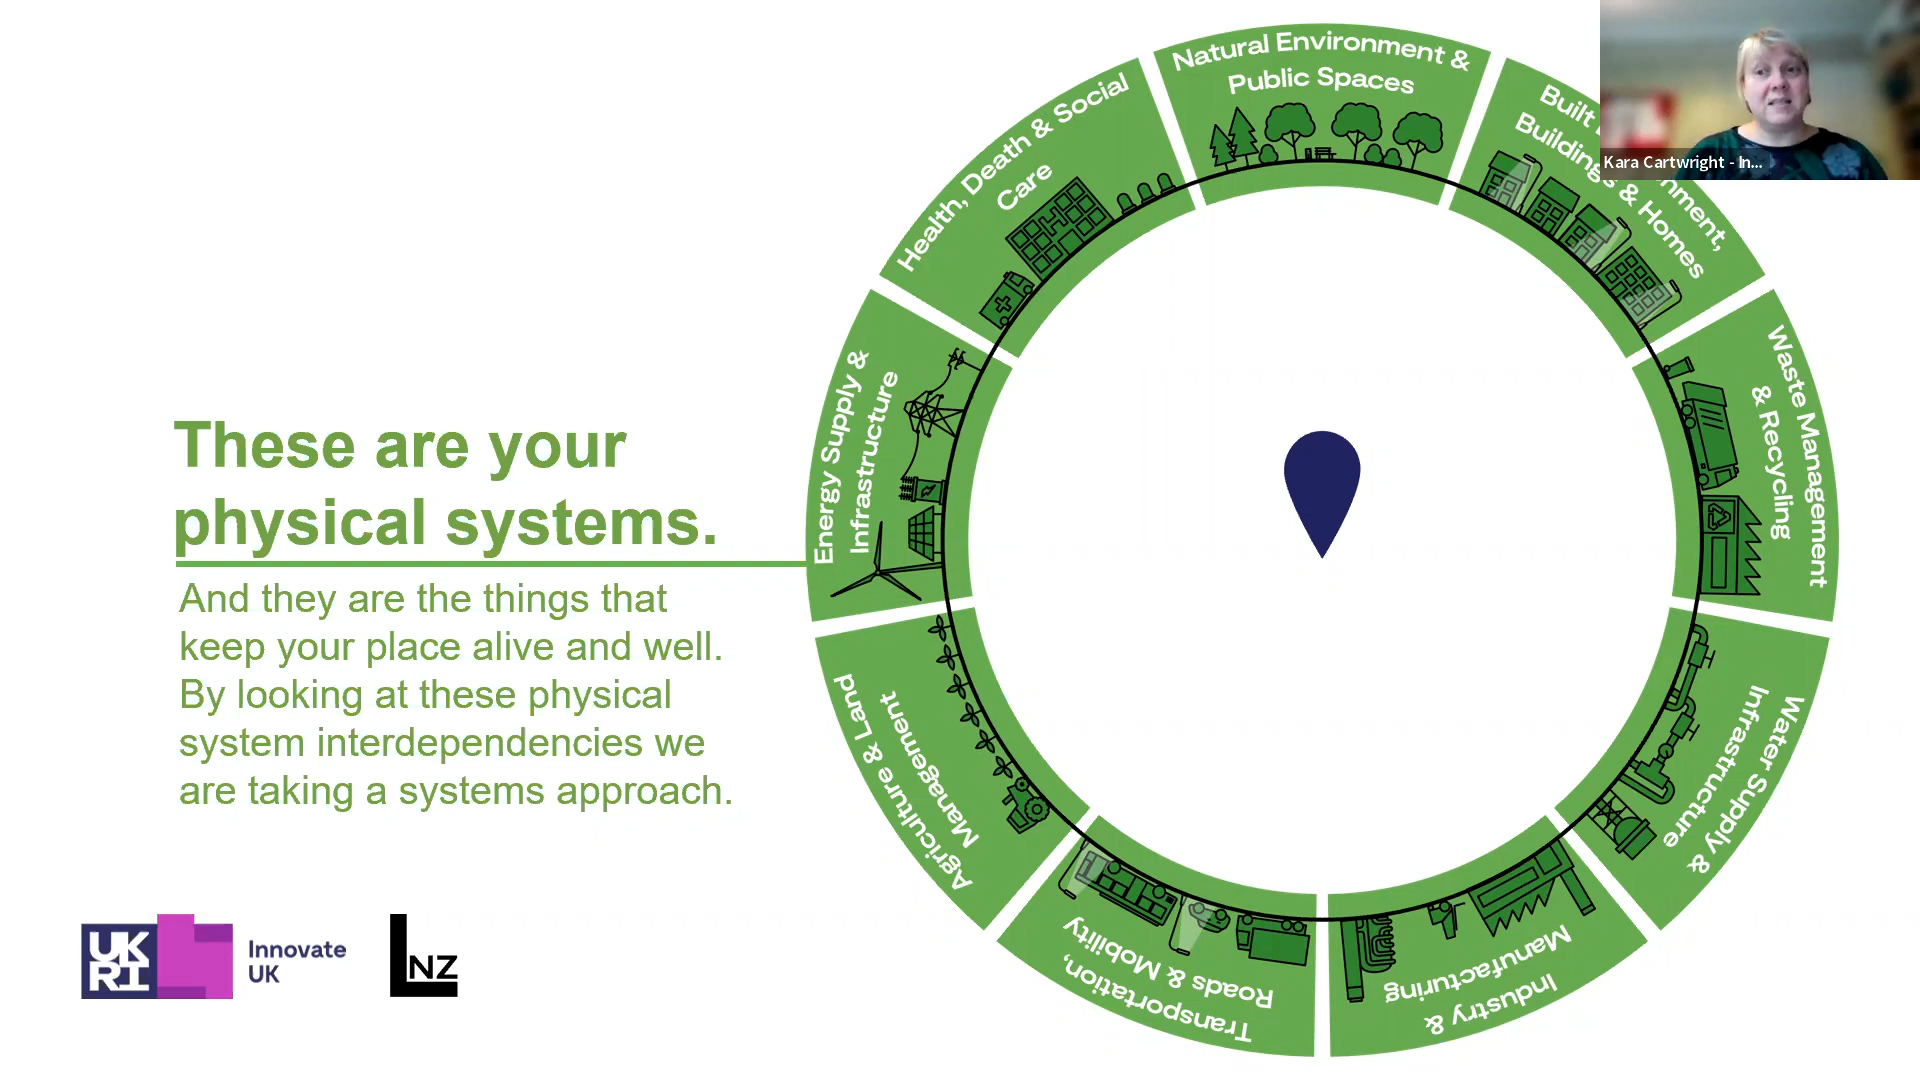 Natural Environment &
Public Spaces
Built
nment,
Buildings & Homes
Kara Cartwright - In...
Health, Death & Social
Care
Waste Management
& Recycling
Energy Supply &
Infrastructure
These are your
physical systems.
And they are the things that
keep your place alive and well.
By looking at these physical
system interdependencies we
are taking a systems approach.
Water Supply &
Infrastructure
Agriculture & Land
Management
Transportation,
Roads & Mobility
Industry &
Manufacturing
UK
RI
Innovate
UK
LNZ